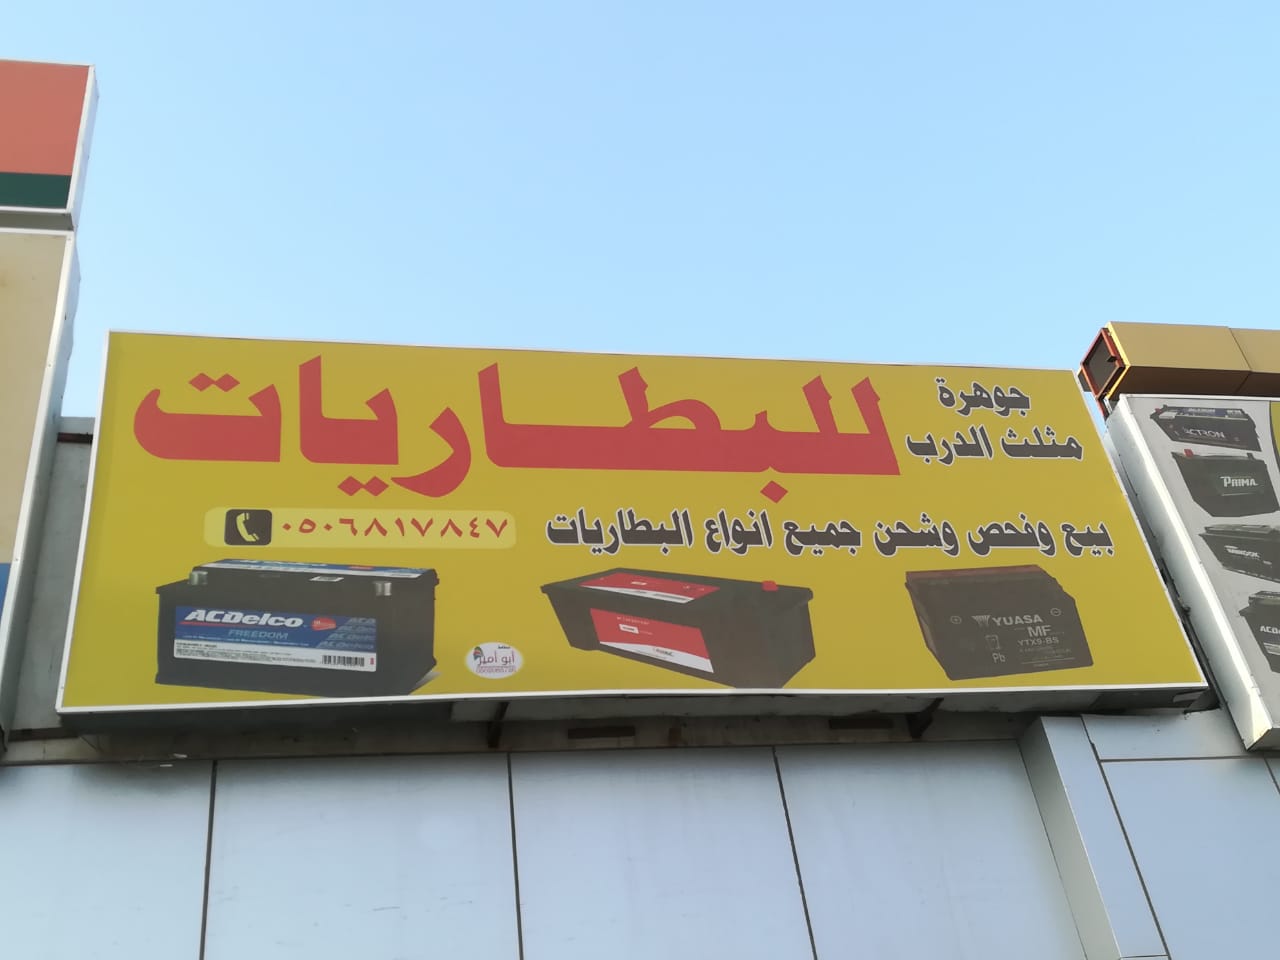 جوهرة
مثلث الدرب
للبطاريات
بيع وفحص وشحن جميع انواع البطاريات
٠٥٠٦٨١٧٨٤٧
ACDelco
FREEDOM
YUASA
MF
YTX9-BS
Pb
ابو امير
PRIMA